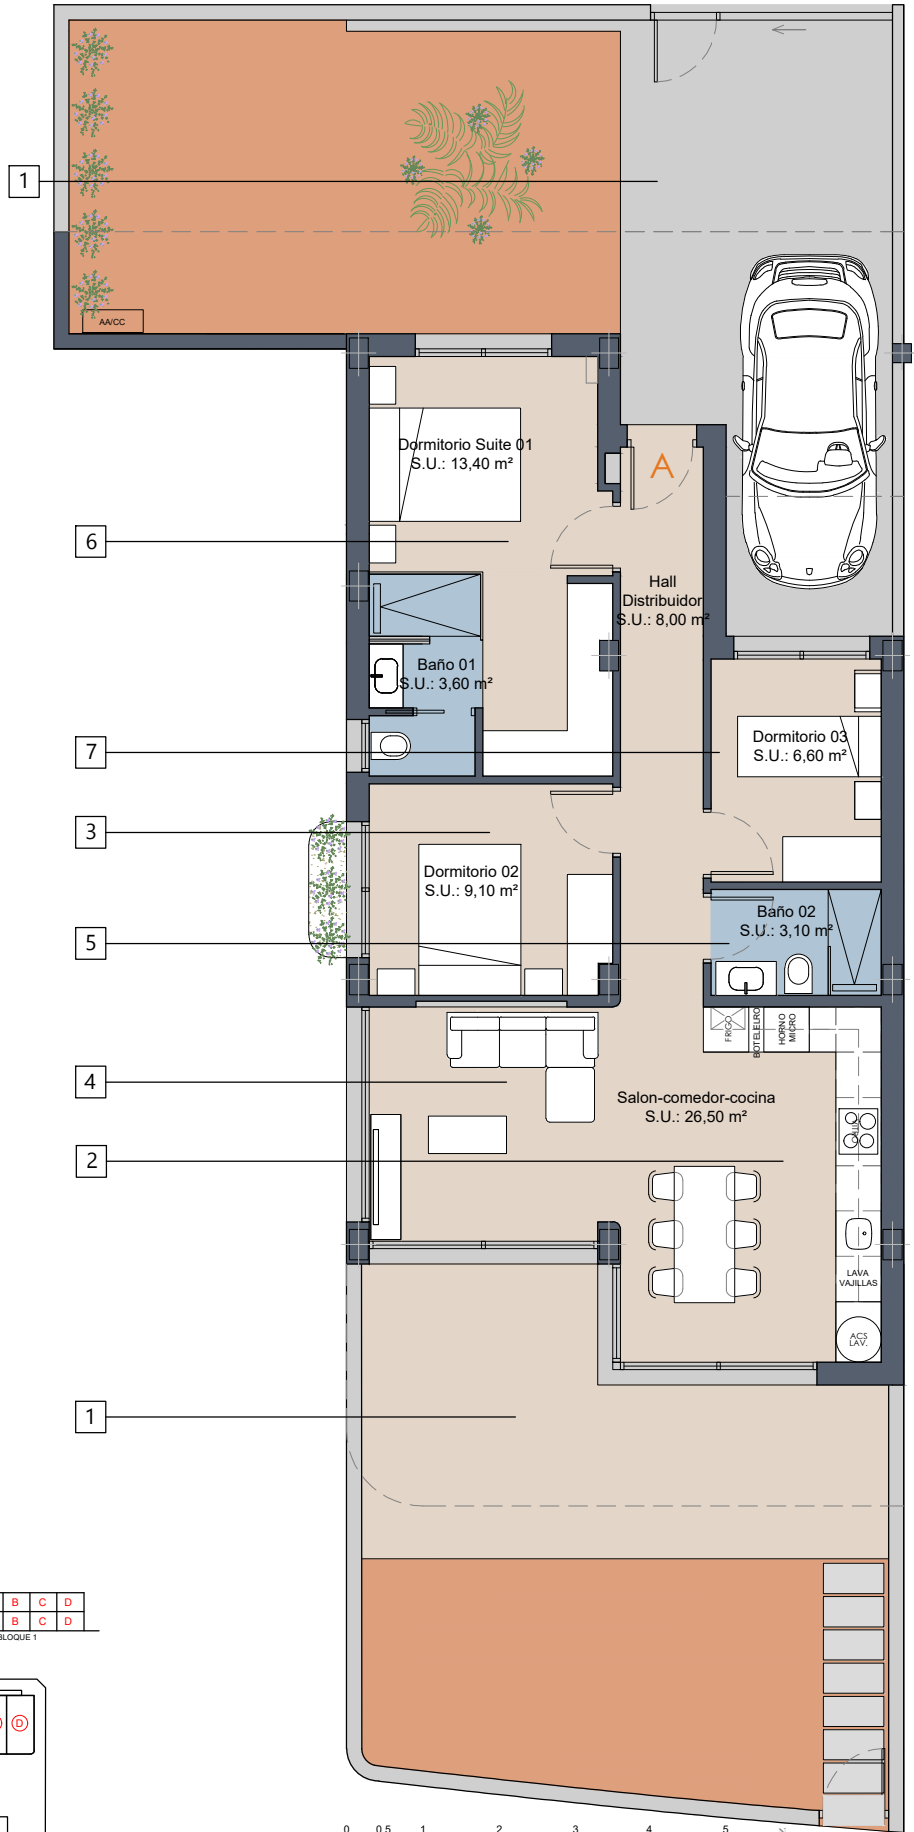 1
AA/CC
Dormitorio Suite 01
S.U.: 13,40 m²
A
6
Hall
Distribuidor
S.U.: 8,00 m²
Baño 01
S.U.: 3,60 m²
7
Dormitorio 03
S.U.: 6,60 m²
3
Dormitorio 02
S.U.: 9,10 m²
Baño 02
S.U.: 3,10 m²
5
FRIGO
BOTELLERO
HORNO
MICRO
4
Salon-comedor-cocina
S.U.: 26,50 m²
VITRO
2
LAVA
VAJILLAS
ACS
LAV.
1
B C D
B C D
BLOQUE 1
D
0 0.5 1 2 3 4 5